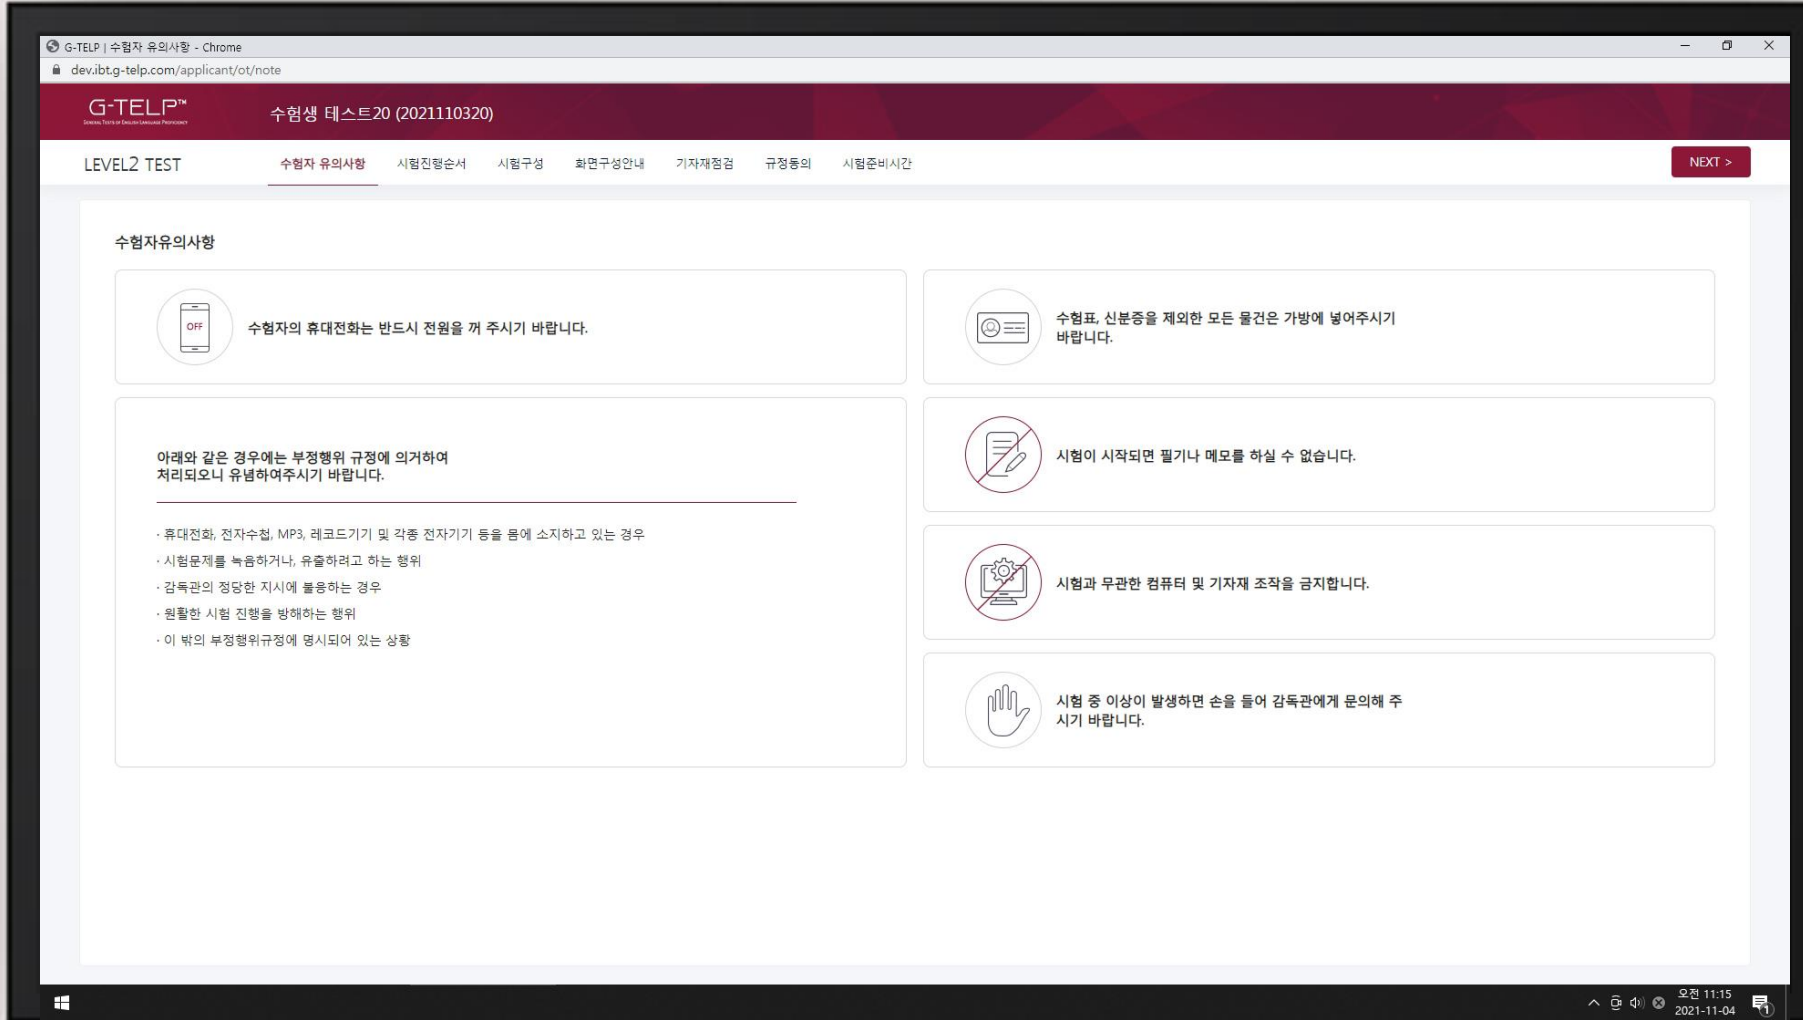 G-TELP | 수험자 유의사항 - Chrome
dev.ibt.g-telp.com/applicant/ot/note
G-TELP™
General Tests of English Language Proficiency
수험생 테스트20 (2021110320)
LEVEL2 TEST
수험자 유의사항
시험진행순서
시험구성
화면구성안내
기자재점검
규정동의
시험준비시간
NEXT >
수험자유의사항
OFF
수험자의 휴대전화는 반드시 전원을 꺼 주시기 바랍니다.
수험표, 신분증을 제외한 모든 물건은 가방에 넣어주시기
바랍니다.
아래와 같은 경우에는 부정행위 규정에 의거하여
처리되오니 유념하여주시기 바랍니다.
· 휴대전화, 전자수첩, MP3, 레코드기기 및 각종 전자기기 등을 몸에 소지하고 있는 경우
· 시험문제를 녹음하거나, 유출하려고 하는 행위
· 감독관의 정당한 지시에 불응하는 경우
· 원활한 시험 진행을 방해하는 행위
· 이 밖의 부정행위규정에 명시되어 있는 상황
시험이 시작되면 필기나 메모를 하실 수 없습니다.
시험과 무관한 컴퓨터 및 기자재 조작을 금지합니다.
시험 중 이상이 발생하면 손을 들어 감독관에게 문의해 주
시기 바랍니다.
오전 11:15
2021-11-04
1